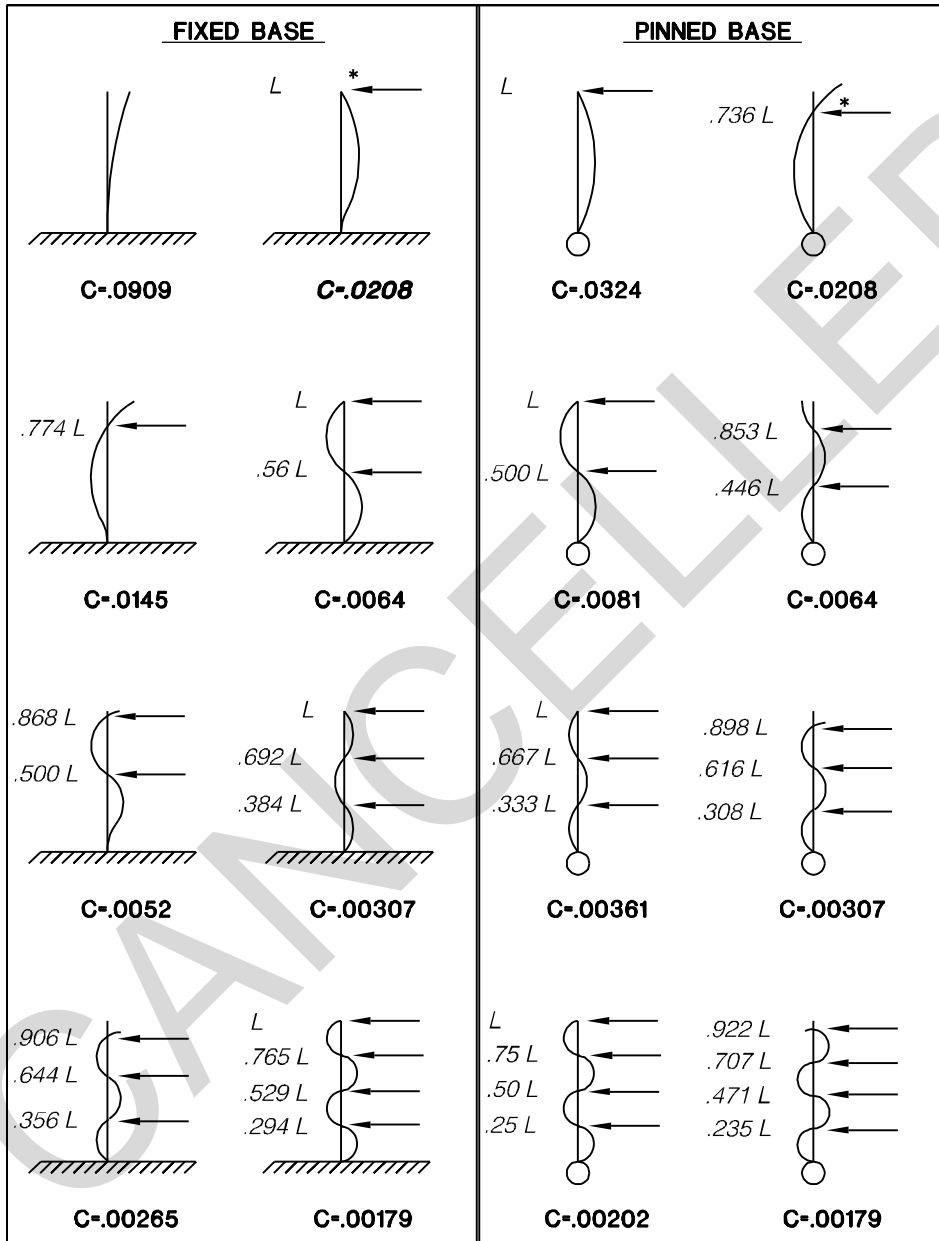 FIXED BASE
L
*
C=.0909
C=.0208
.774 L
L
.56 L
C=.0145
C=.0064
.868 L
.500 L
L
.692 L
.384 L
C=.0052
C=.00307
.906 L
.644 L
.356 L
L
.765 L
.529 L
.294 L
C=.00265
C=.00179
PINNED BASE
L
.736 L
*
C=.0324
C=.0208
L
.500 L
.853 L
.446 L
C=.0081
C=.0064
L
.667 L
.333 L
.898 L
.616 L
.308 L
C=.00361
C=.00307
L
.75 L
.50 L
.25 L
.922 L
.707 L
.471 L
.235 L
C=.00202
C=.00179
CANCELLED